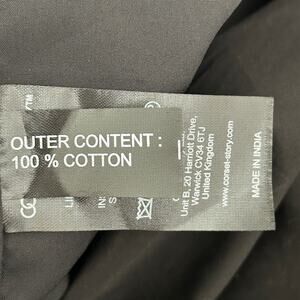 OUTER CONTENT :
100 % COTTON
Unit B, 20 Harriott Drive,
Warwick CV34 6TJ
United Kingdom
www.corset-story.com
MADE IN INDIA